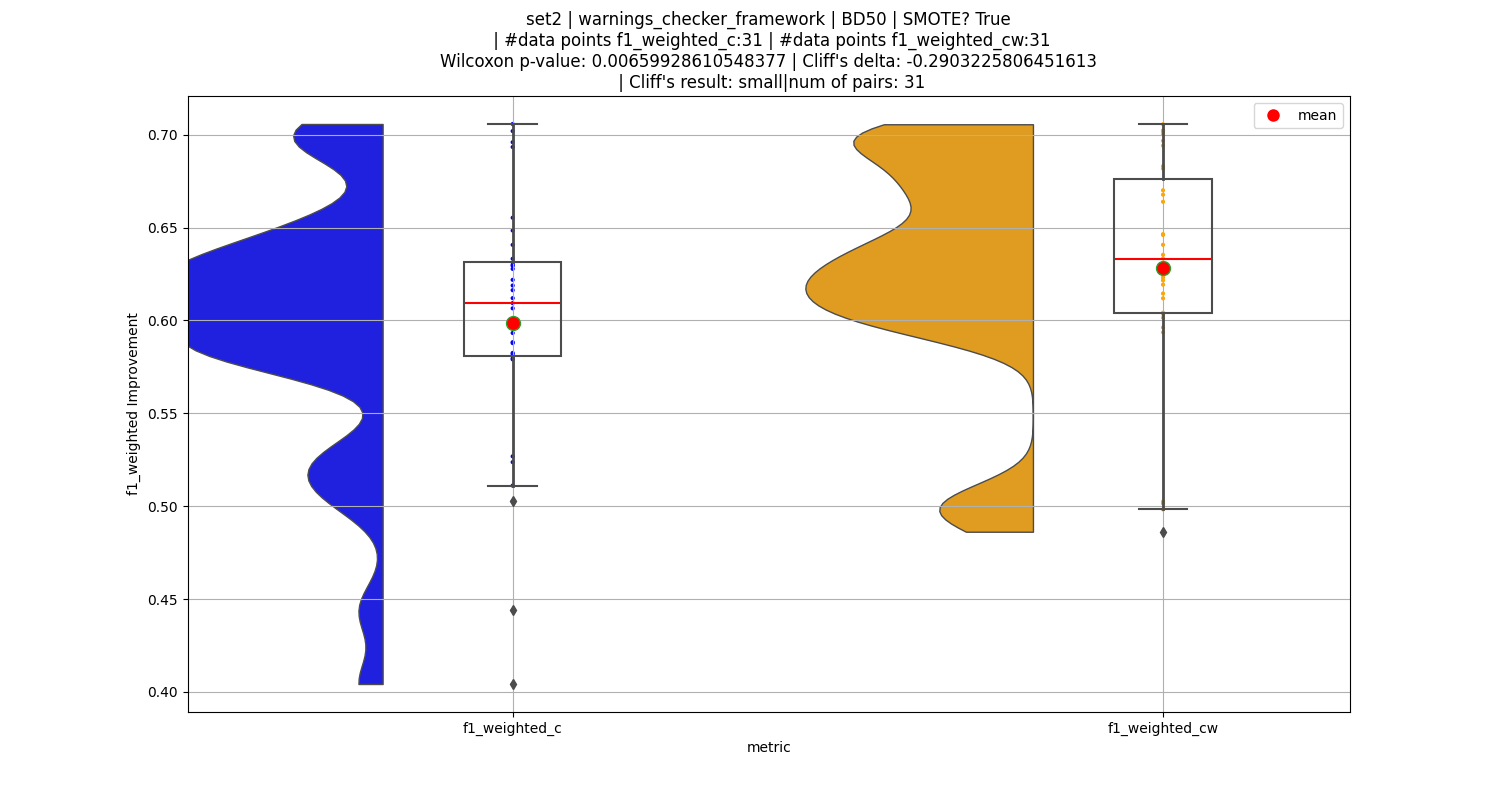 set2 | warnings_checker_framework | BD50 | SMOTE? True
| #data points f1_weighted_c:31 | #data points f1_weighted_cw:31
Wilcoxon p-value: 0.00659928610548377 | Cliff's delta: -0.2903225806451613
| Cliff's result: small|num of pairs: 31
mean
0.70
0.65
0.60
0.55
0.50
0.45
0.40
f1_weighted Improvement
f1_weighted_c
f1_weighted_cw
metric